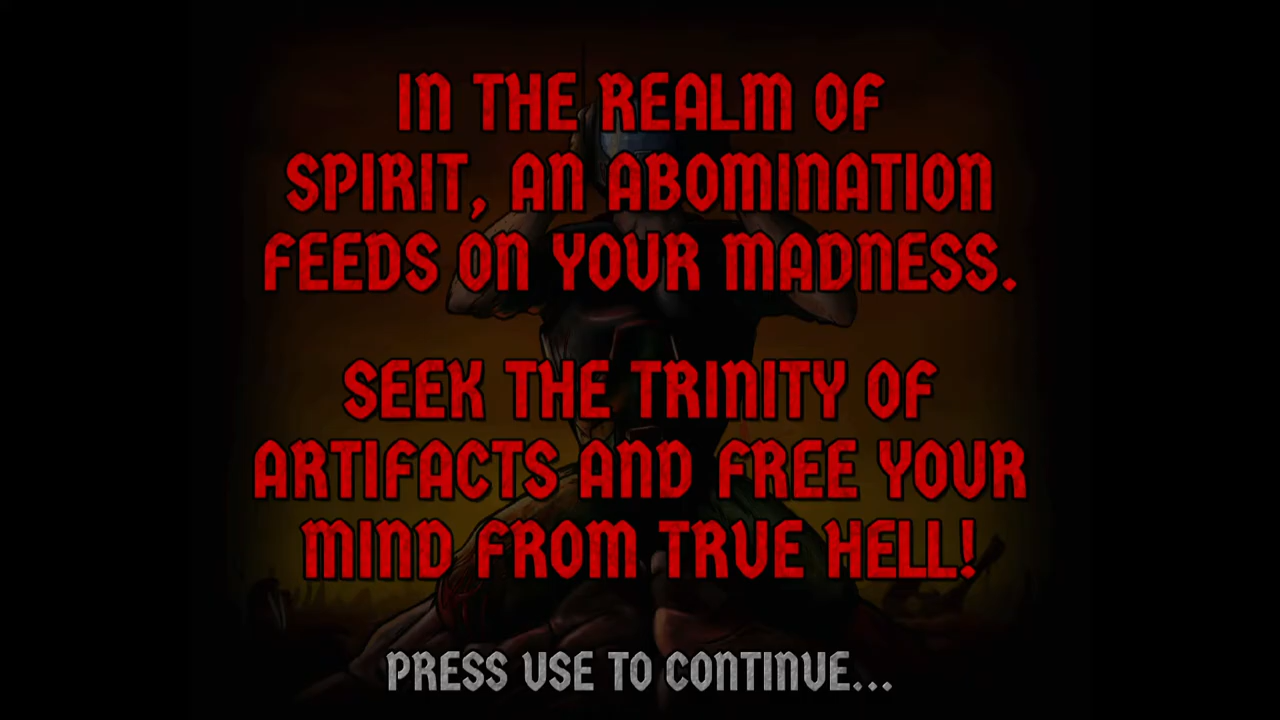 IN THE REALM OF
SPIRIT, AN ABOMINATION
FEEDS ON YOUR MADNESS.
SEEK THE TRINITY OF
ARTIFACTS AND FREE YOUR
MIND FROM TRUE HELL!
PRESS USE TO CONTINUE...